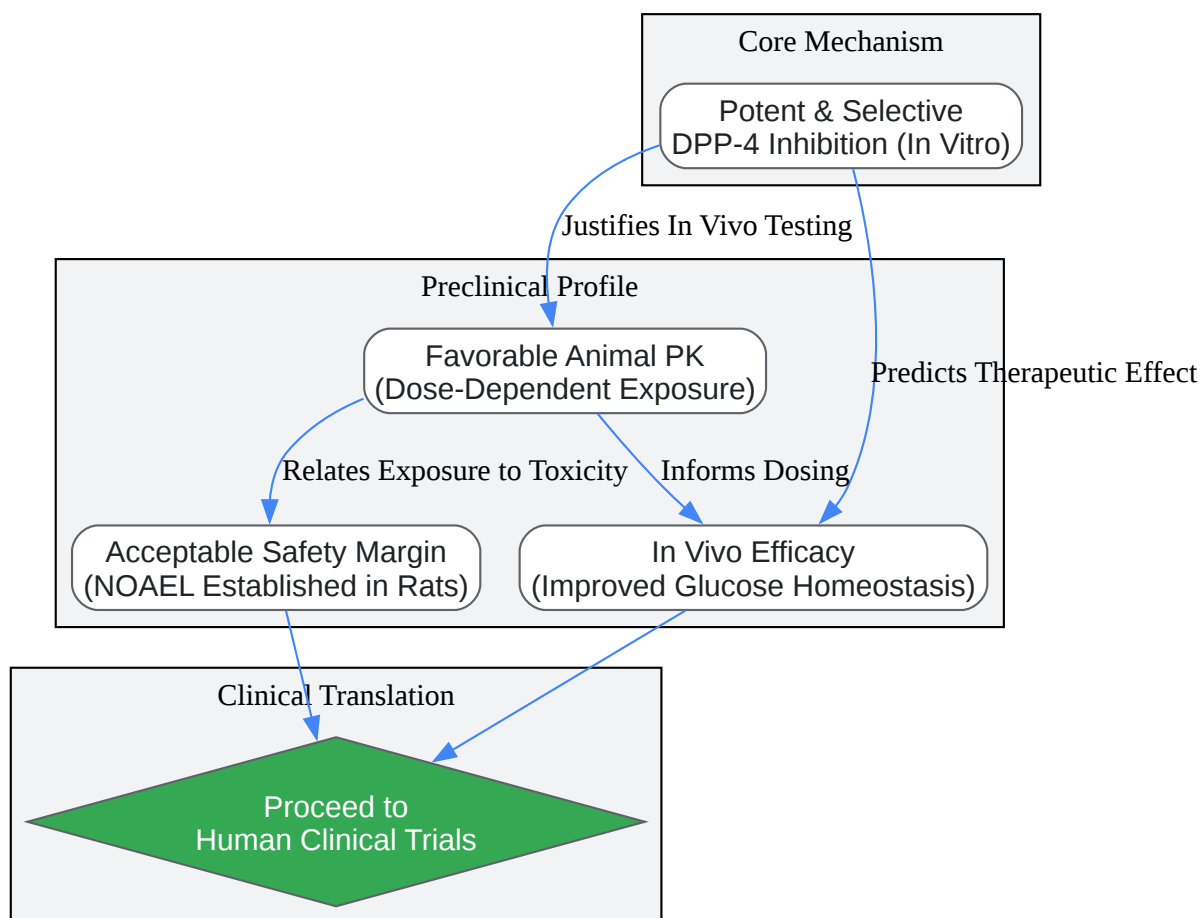 Core Mechanism
Potent & Selective
DPP-4 Inhibition (In Vitro)
Justifies In Vivo Testing
Preclinical Profile
Favorable Animal PK
(Dose-Dependent Exposure)
Predicts Therapeutic Effect
Relates Exposure to Toxicity
Informs Dosing
Acceptable Safety Margin
(NOAEL Established in Rats)
In Vivo Efficacy
(Improved Glucose Homeostasis)
Clinical Translation
Proceed to
Human Clinical Trials